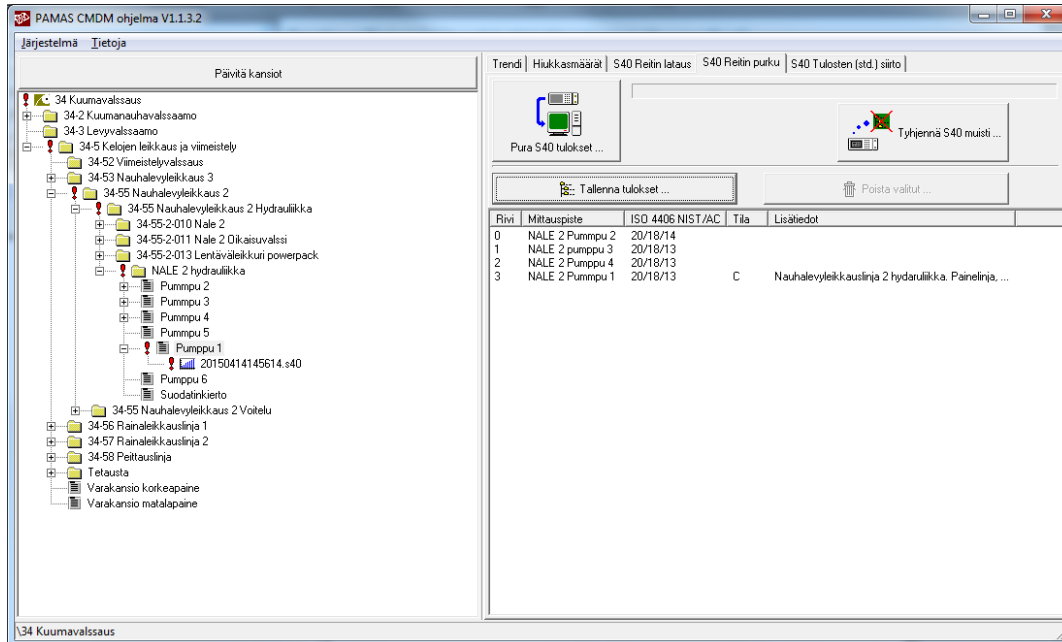 PAMAS CMDM ohjelma V1.1.3.2
Järjestelmä Tietoja
Päivitä kansiot
34 Kuumavalssaus
34-2 Kuumanauhavalssaamo
34-3 Levyvalssaamo
34-5 Kelojen leikkaus ja viimeistely
34-52 Viimeistelyvalssaus
34-53 Nauhalevyleikkaus 3
34-55 Nauhalevyleikkaus 2
34-55 Nauhalevyleikkaus 2 Hydrauliikka
34-55-2-010 Nale 2
34-55-2-011 Nale 2 Oikaisuvalssi
34-55-2-013 Lentäväleikkuri powerpack
NALE 2 hydrauliikka
Pummpu 2
Pummpu 3
Pummpu 4
Pummpu 5
Pumppu 1
20150414145614.s40
Pumppu 6
Suodatinkierto
34-55 Nauhalevyleikkaus 2 Voitelu
34-56 Rainaleikkauslinja 1
34-57 Rainaleikkauslinja 2
34-58 Peittauslinja
Tetausta
Varakansio korkeapaine
Varakansio matalapaine
Trendi Hiukkasmäärät S40 Reitin lataus S40 Reitin purku S40 Tulosten (std.) siirto
Pura S40 tulokset ...
Tyhjennä S40 muisti ...
Tallenna tulokset ...
Poista valitut ...
Rivi Mittauspiste ISO 4406 NIST/AC Tila Lisätiedot
0 NALE 2 Pummpu 2 20/18/14
1 NALE 2 pumppu 3 20/18/13
2 NALE 2 Pumppu 4 20/18/13
3 NALE 2 Pummpu 1 20/18/13 C Nauhalevyleikkauslinja 2 hydaruliikka. Painelinja, ...
\34 Kuumavalssaus